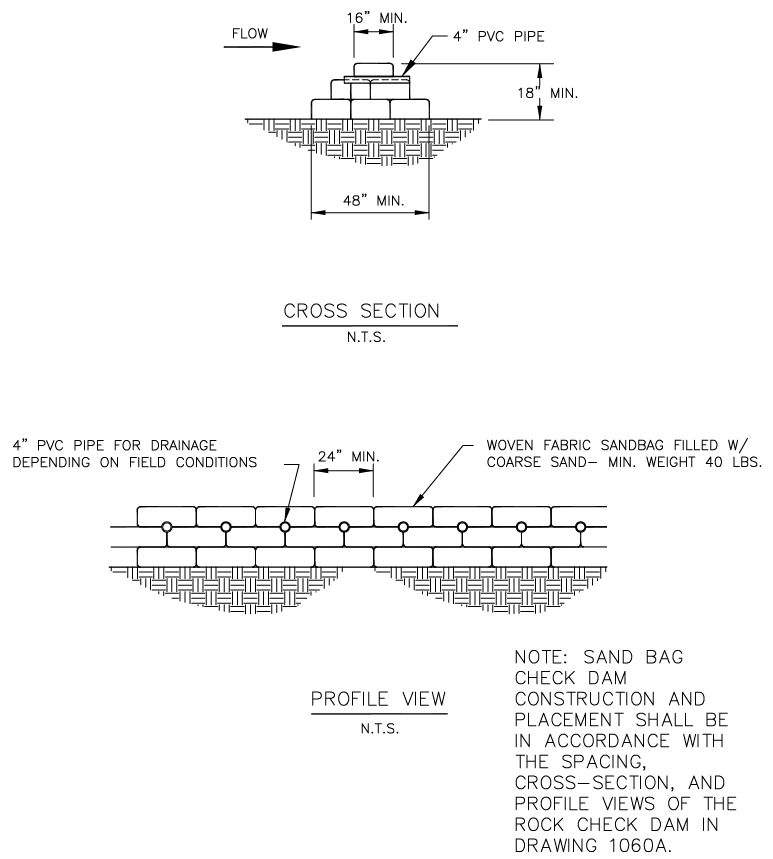 16” MIN.
FLOW
4” PVC PIPE
18” MIN.
48” MIN.
CROSS SECTION
N.T.S.
4” PVC PIPE FOR DRAINAGE
DEPENDING ON FIELD CONDITIONS
24” MIN.
WOVEN FABRIC SANDBAG FILLED W/
COARSE SAND– MIN. WEIGHT 40 LBS.
PROFILE VIEW
N.T.S.
NOTE: SAND BAG
CHECK DAM
CONSTRUCTION AND
PLACEMENT SHALL BE
IN ACCORDANCE WITH
THE SPACING,
CROSS–SECTION, AND
PROFILE VIEWS OF THE
ROCK CHECK DAM IN
DRAWING 1060A.